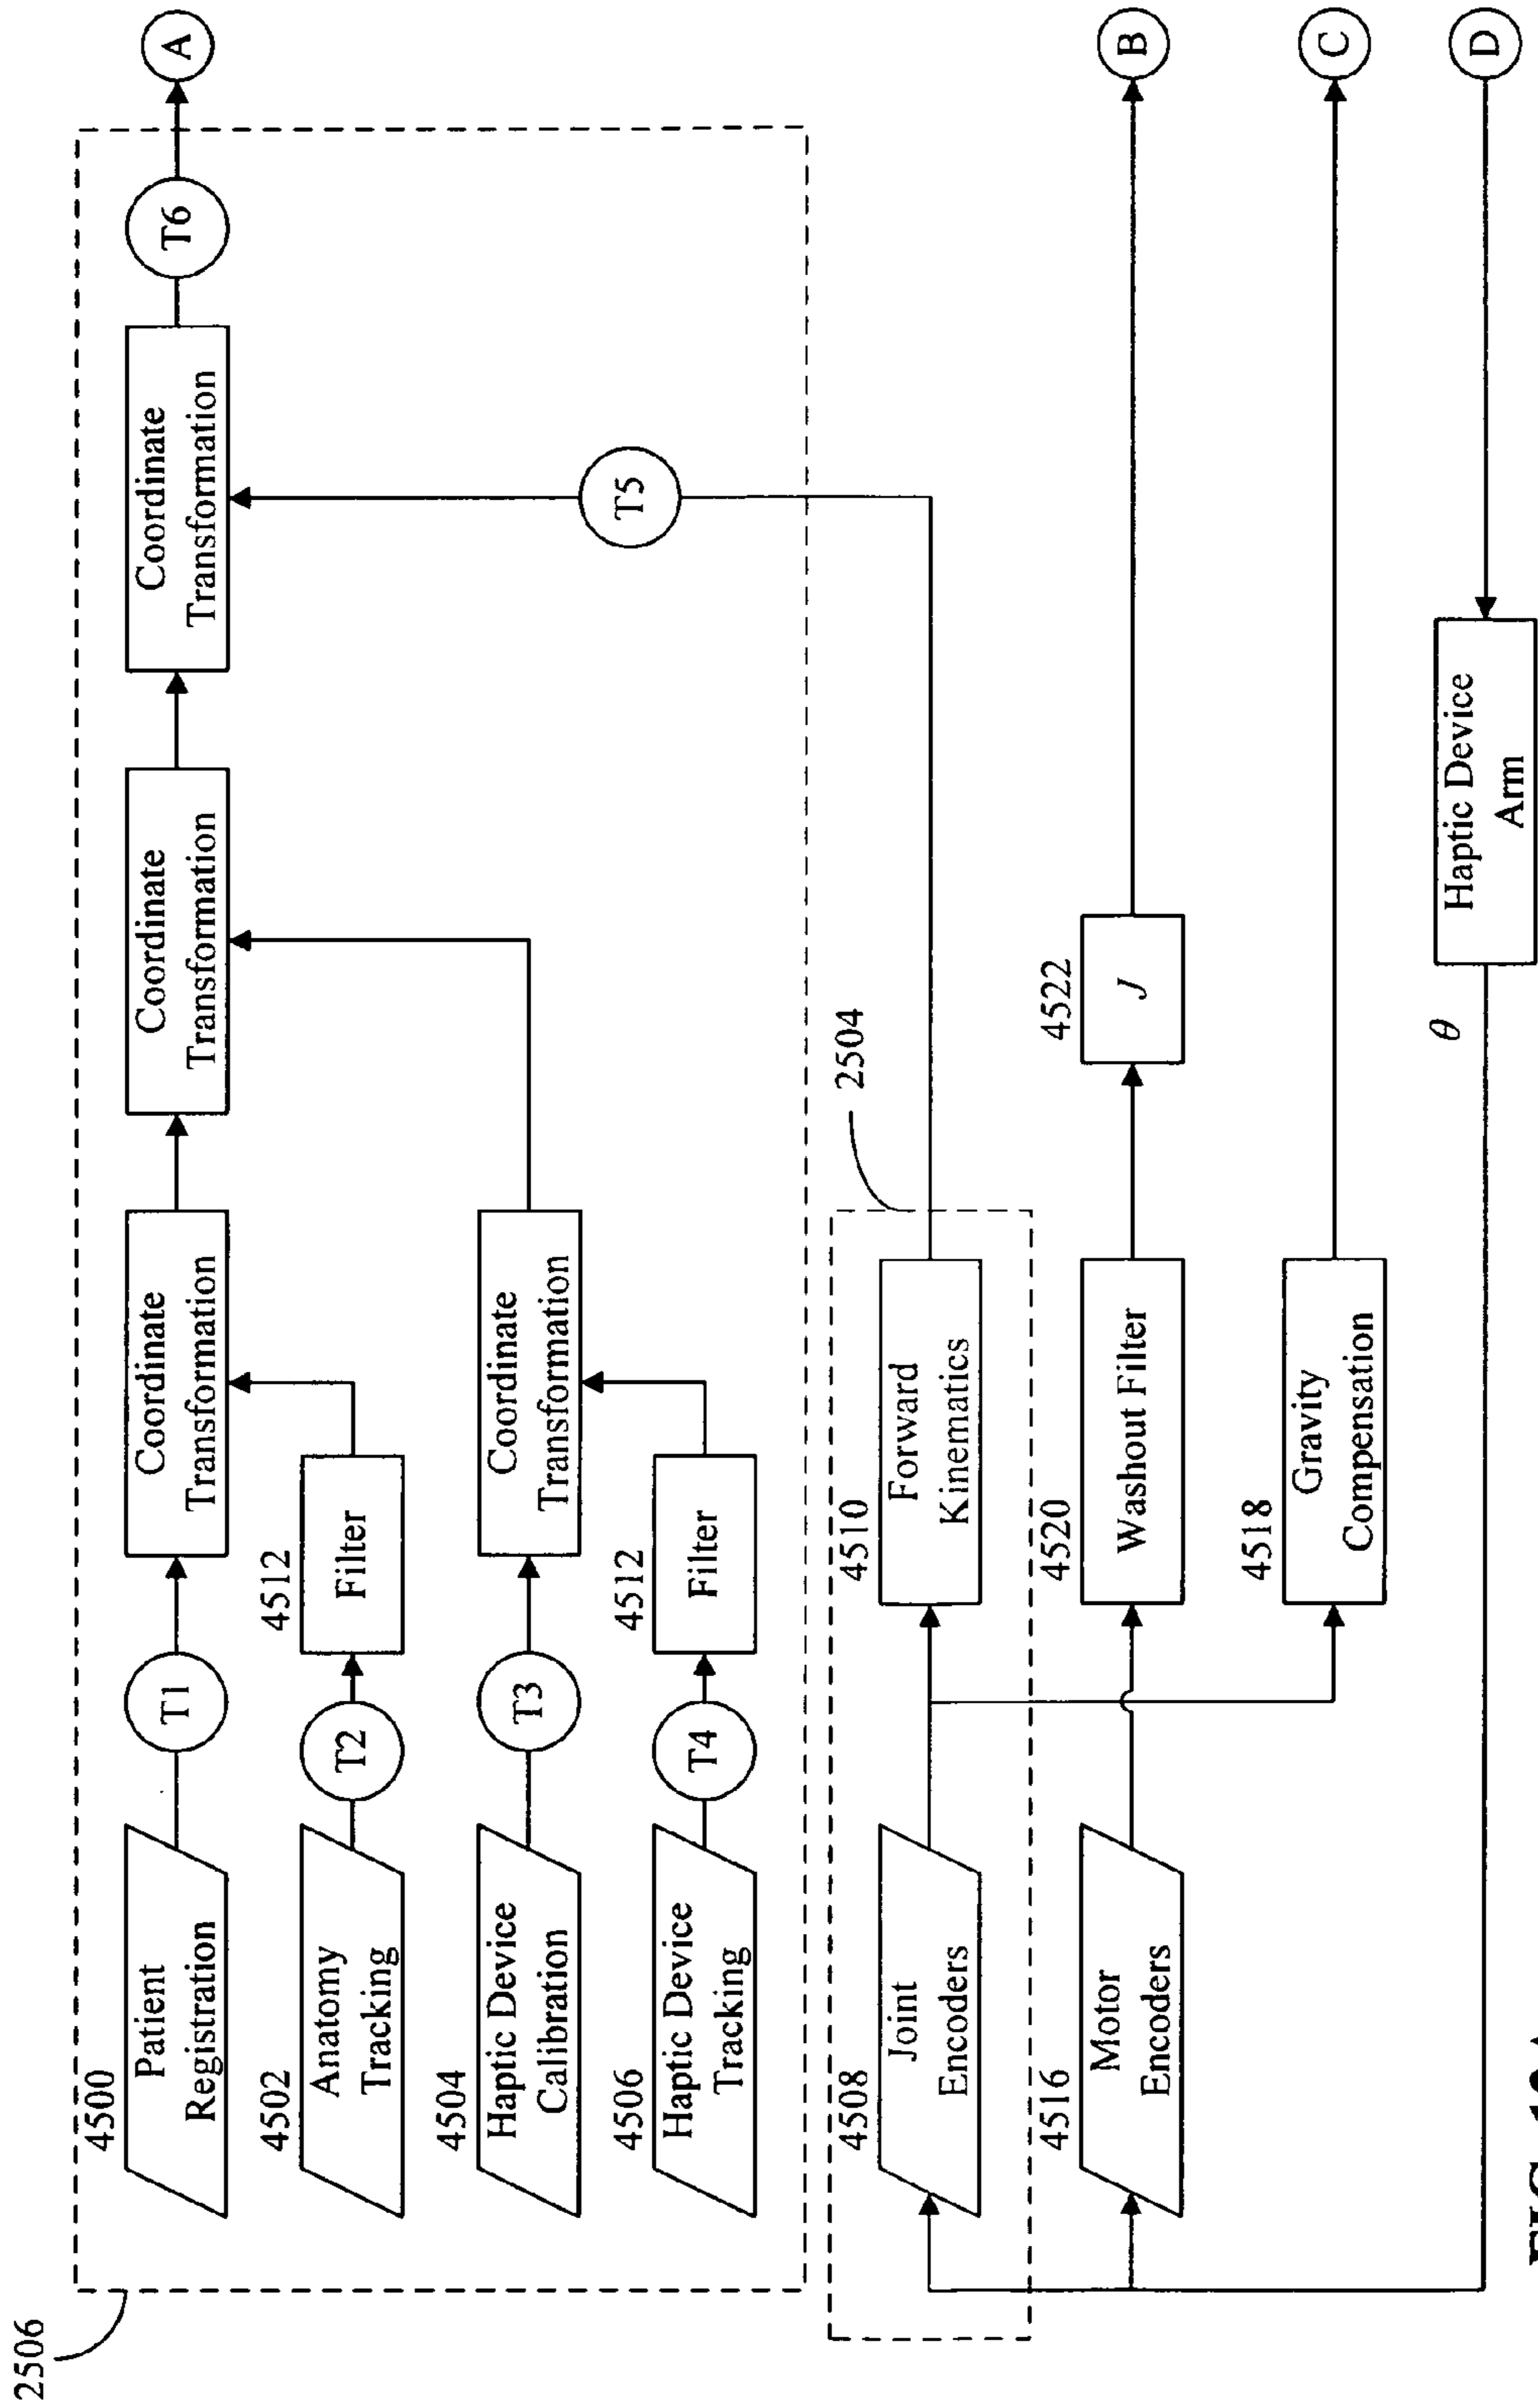 2506
4500
Patient
Registration
T1
Coordinate
Transformation
Coordinate
Transformation
Coordinate
Transformation
T6
A
4502
Anatomy
Tracking
T2
4512
Filter
4504
Haptic Device
Calibration
T3
Coordinate
Transformation
4506
Haptic Device
Tracking
T4
4512
Filter
T5
2504
4508
Joint
Encoders
4510
Forward
Kinematics
4516
Motor
Encoders
4520
Washout Filter
4522
J
B
4518
Gravity
Compensation
C
θ
Haptic Device
Arm
D
FIG.